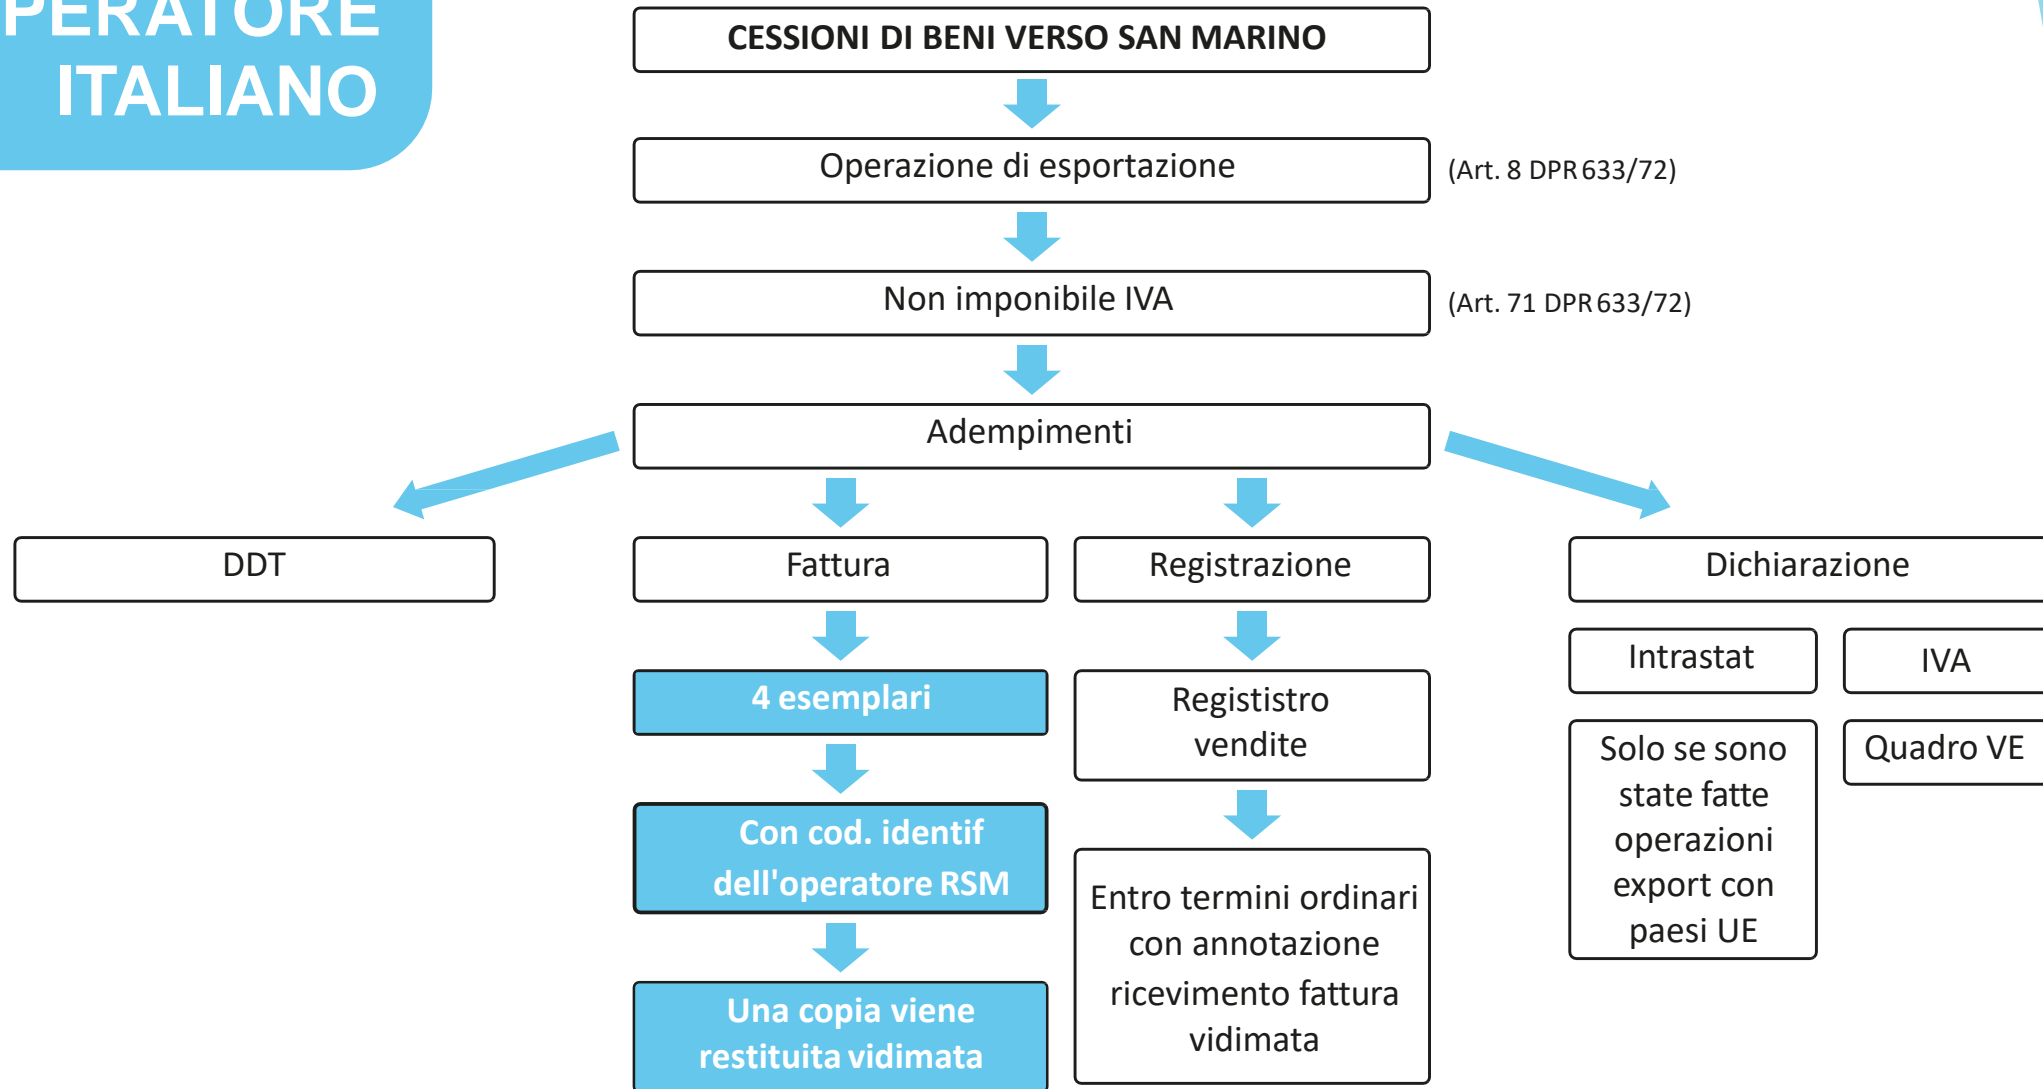 PERATORE
ITALIANO
CESSIONI DI BENI VERSO SAN MARINO
Operazione di esportazione
(Art. 8 DPR 633/72)
Non imponibile IVA
(Art. 71 DPR 633/72)
Adempimenti
DDT
Fattura
Registrazione
Dichiarazione
4 esemplari
Con cod. identif
dell'operatore RSM
Una copia viene
restituita vidimata
Regististro
vendite
Entro termini ordinari
con annotazione
ricevimento fattura
vidimata
Intrastat
IVA
Solo se sono
state fatte
operazioni
export con
paesi UE
Quadro VE